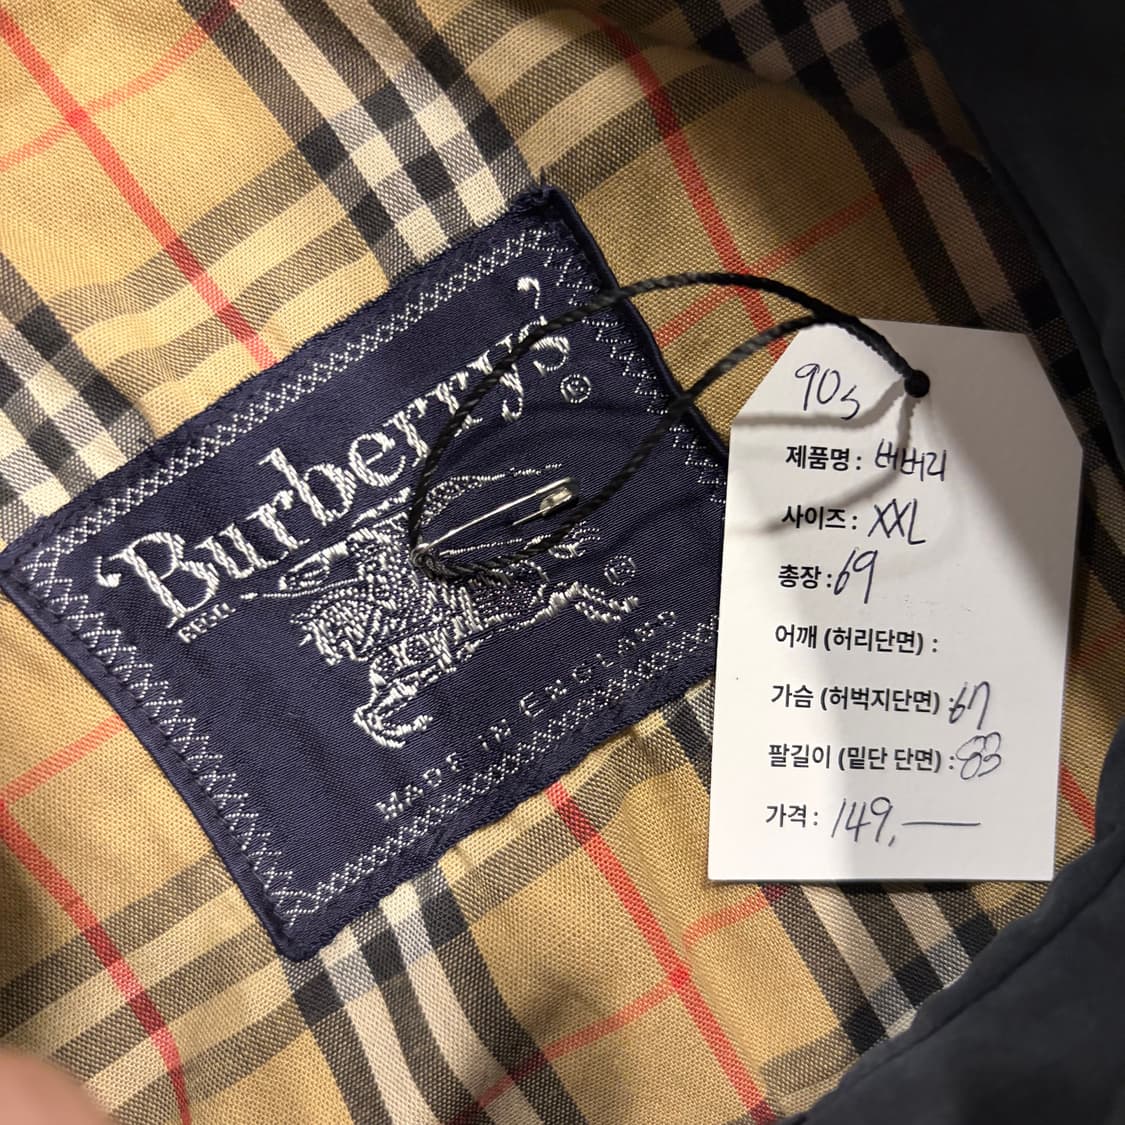 Burberrys®
REGD.
®
MADE IN ENGLAND
90s
제품명: 버버리
사이즈: XXL
총장: 69
어깨 (허리단면) :
가슴 (허벅지단면) : 67
팔길이 (밑단 단면) : 83
가격: 149,—